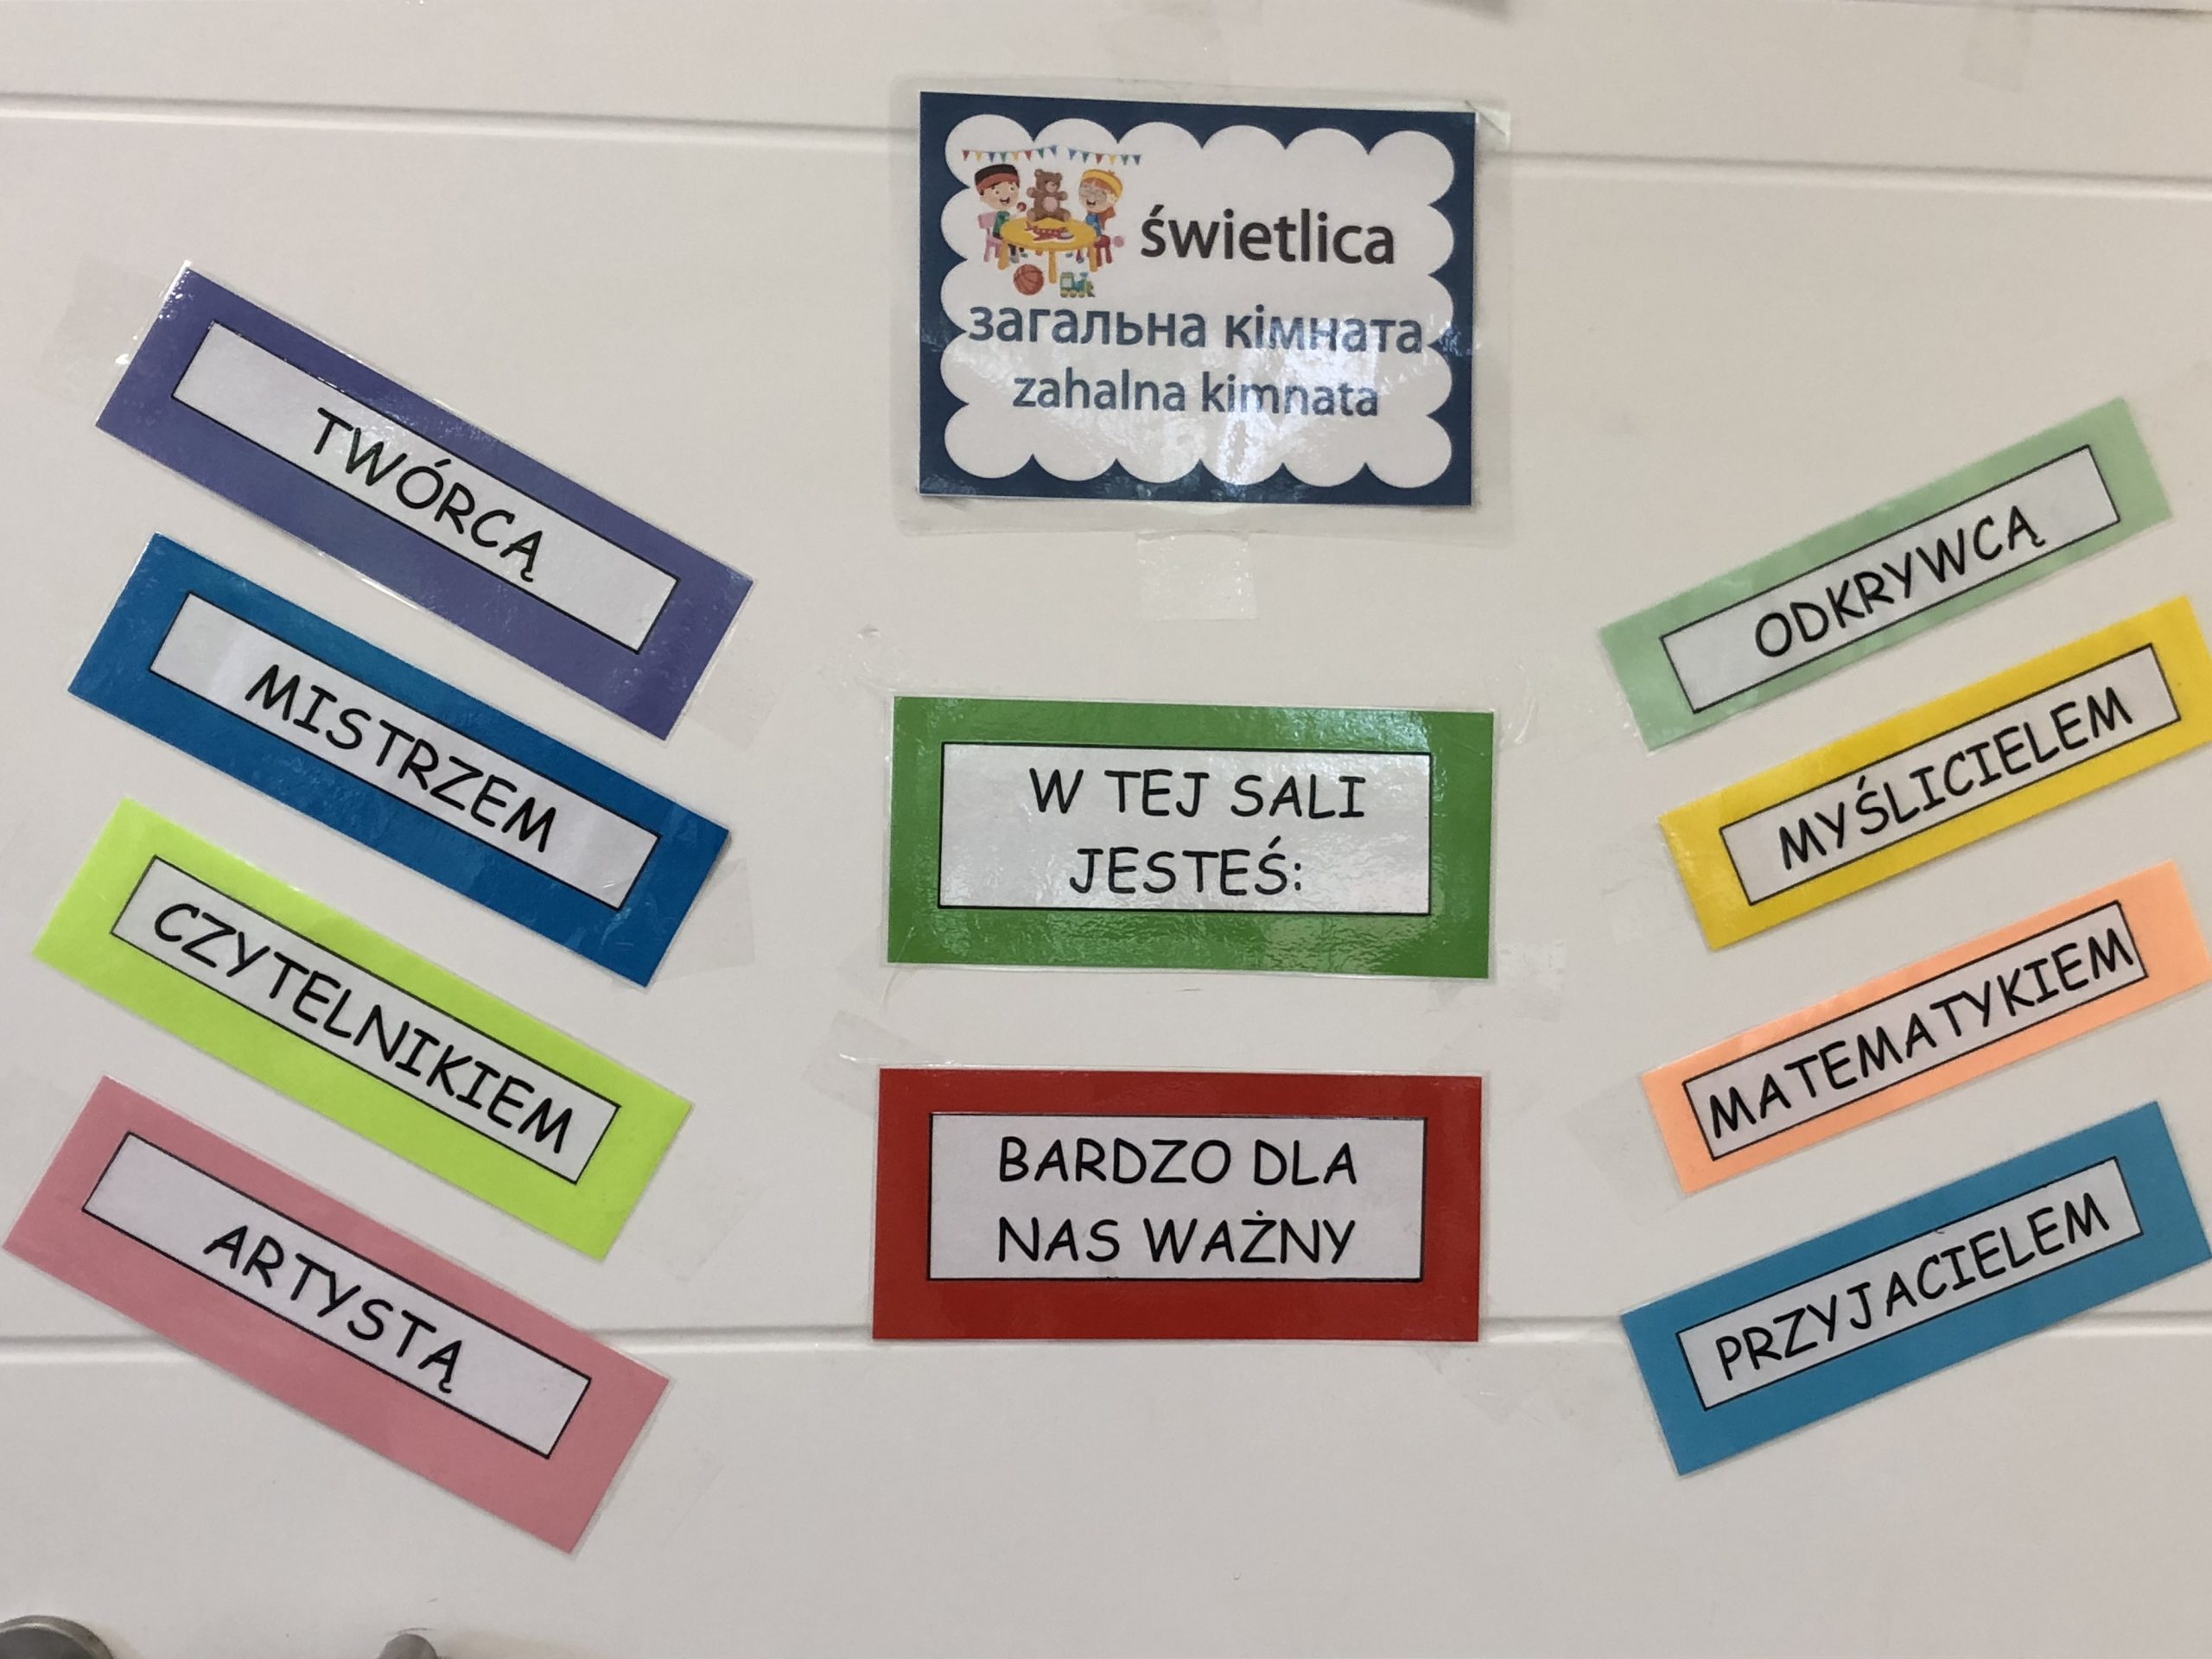 świetlica
загальна кімната
zahalna kimnata
TWÓRCĄ
MISTRZEM
CZYTELNIKIEM
ARTYSTĄ
W TEJ SALI
JESTEŚ:
BARDZO DLA
NAS WAŻNY
ODKRYWCĄ
MYŚLICIELEM
MATEMATYKIEM
PRZYJACIELEM